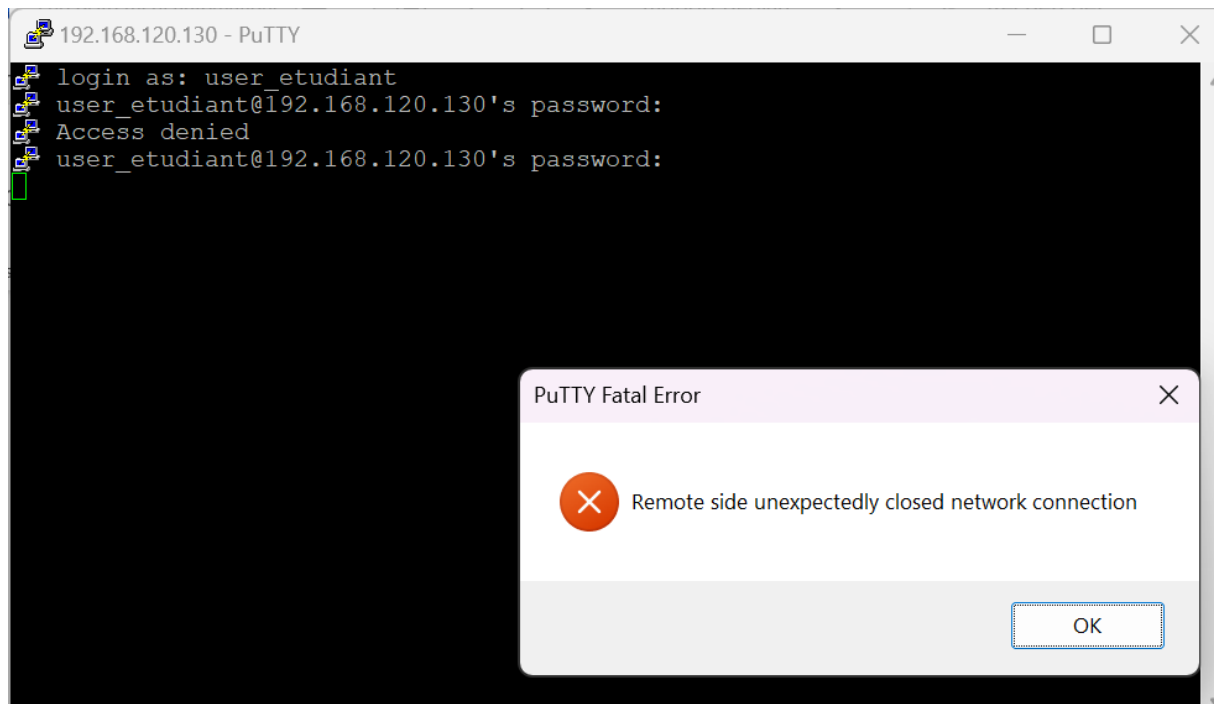 192.168.120.130 - PuTTY
login as: user_etudiant
user_etudiant@192.168.120.130's password:
Access denied
user_etudiant@192.168.120.130's password:
PuTTY Fatal Error
Remote side unexpectedly closed network connection
OK